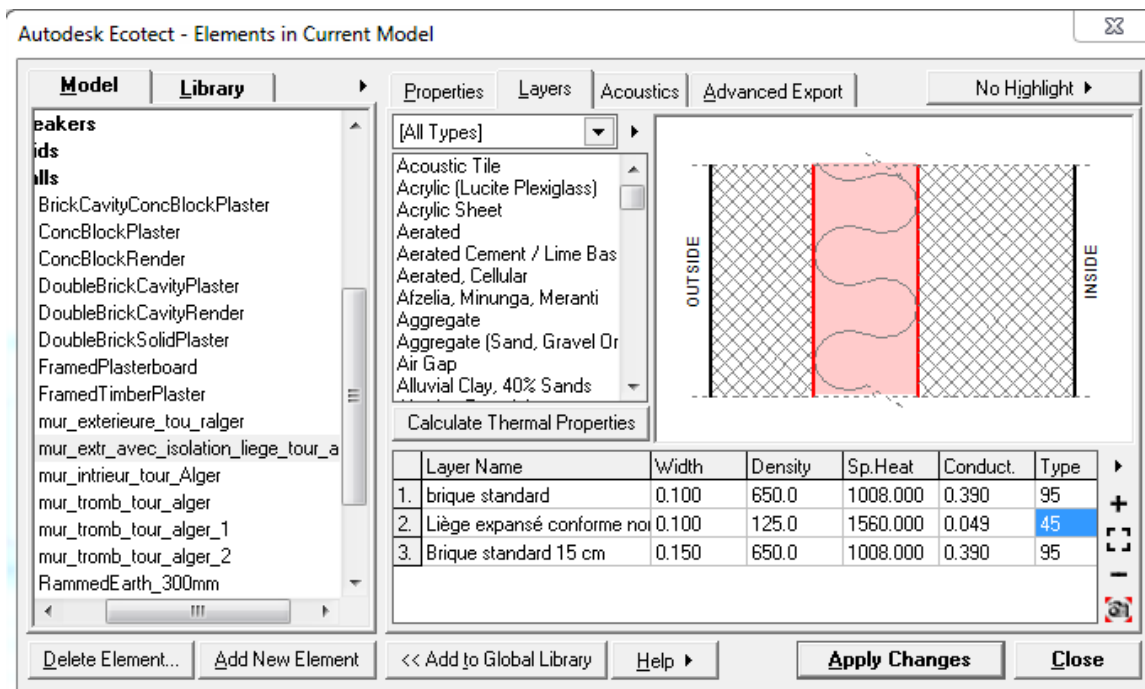 Autodesk Ecotect - Elements in Current Model
Model Library
eakers
ids
alls
BrickCavityConcBlockPlaster
ConcBlockPlaster
ConcBlockRender
DoubleBrickCavityPlaster
DoubleBrickCavityRender
DoubleBrickSolidPlaster
FramedPlasterboard
FramedTimberPlaster
mur_exterieure_tou_ralger
mur_extr_avec_isolation_liege_tour_a
mur_intrieur_tour_Alger
mur_tromb_tour_alger
mur_tromb_tour_alger_1
mur_tromb_tour_alger_2
RammedEarth_300mm
Delete Element... Add New Element
Properties Layers Acoustics Advanced Export No Highlight
[All Types]
Acoustic Tile
Acrylic (Lucite Plexiglass)
Acrylic Sheet
Aerated
Aerated Cement / Lime Bas
Aerated, Cellular
Afzelia, Minunga, Meranti
Aggregate
Aggregate (Sand, Gravel Or
Air Gap
Alluvial Clay, 40% Sands
Calculate Thermal Properties
OUTSIDE
INSIDE
Layer Name Width Density Sp.Heat Conduct. Type
1. brique standard 0.100 650.0 1008.000 0.390 95
2. Liège expansé conforme nor 0.100 125.0 1560.000 0.049 45
3. Brique standard 15 cm 0.150 650.0 1008.000 0.390 95
<< Add to Global Library Help Apply Changes Close